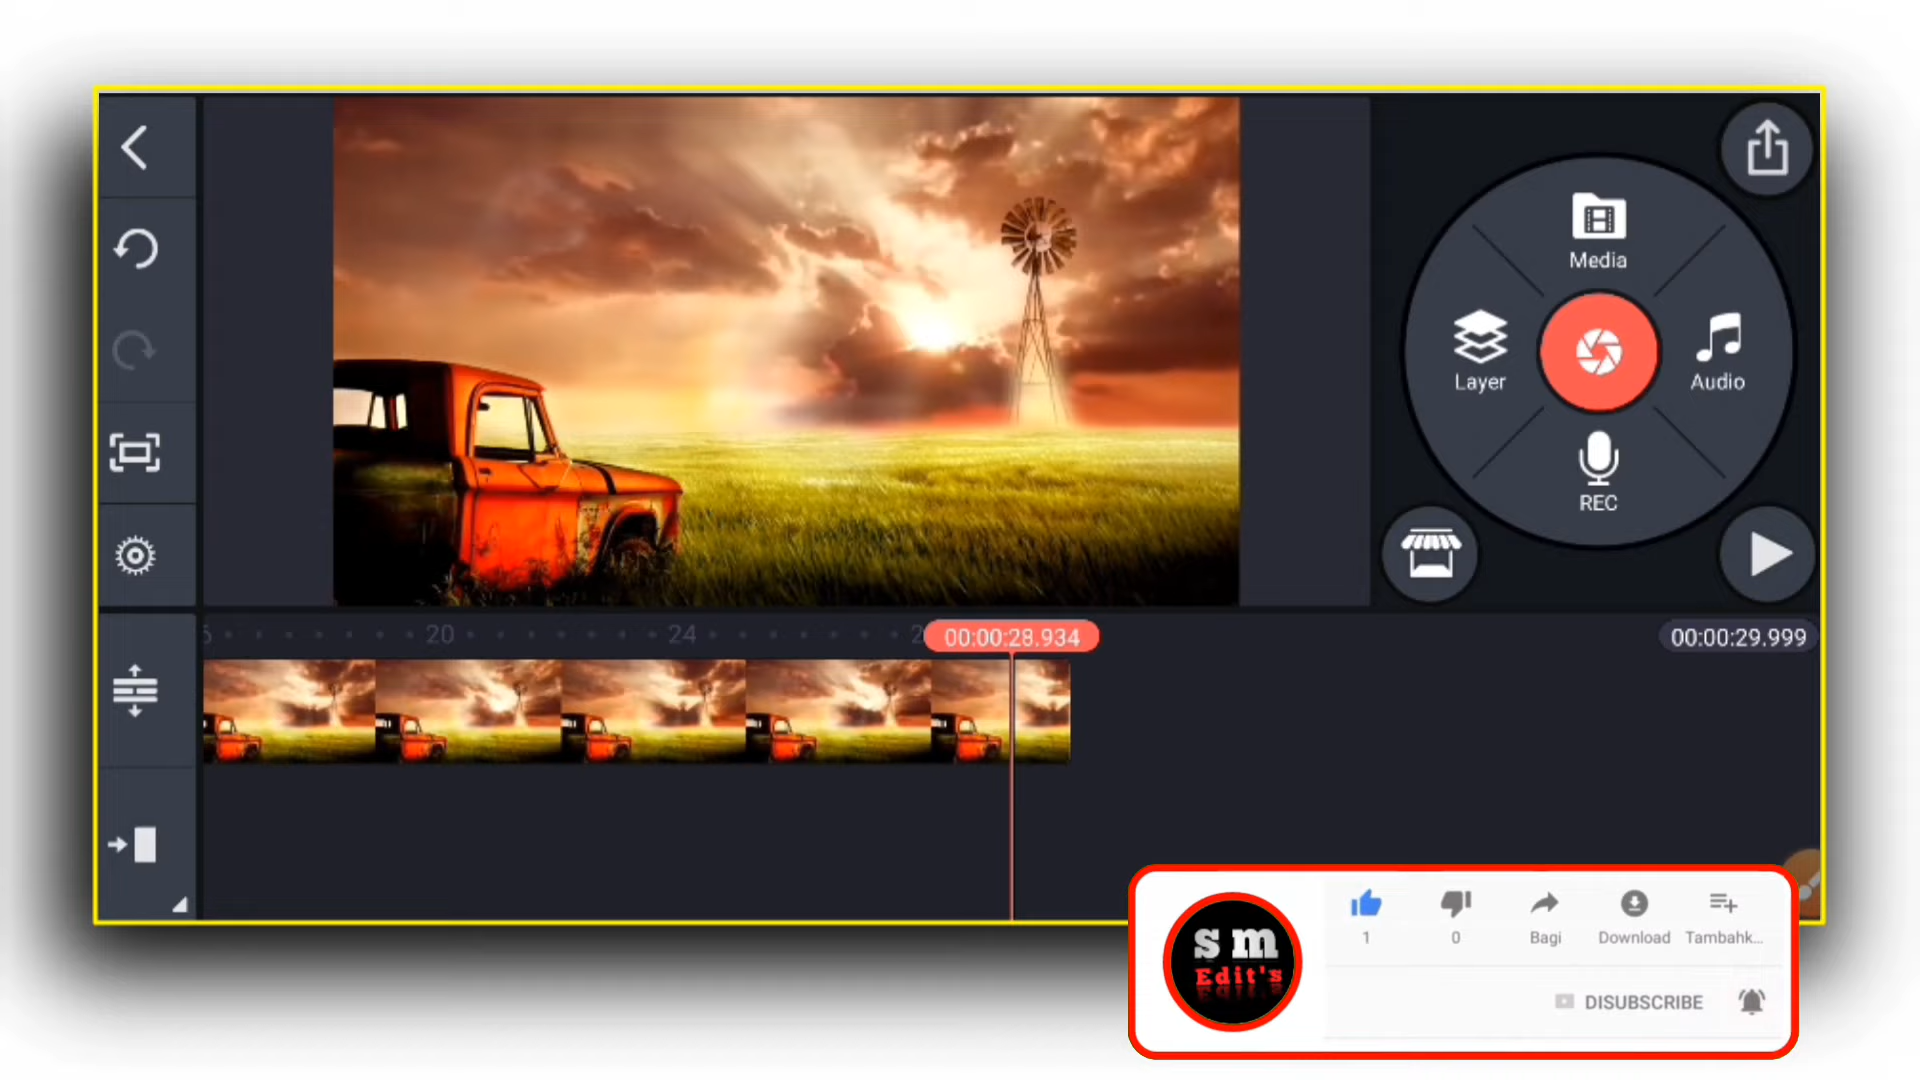 Media
Layer
Audio
REC
20
24
00:00:28.934
00:00:29.999
sm
Edit's
1
0
Bagi
Download
Tambahk...
DISUBSCRIBE